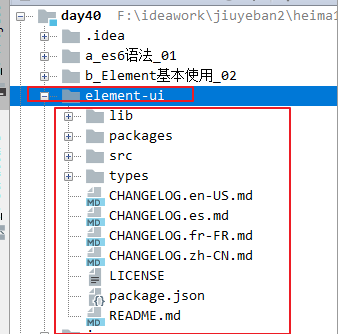 day40 F:\ideawork\jiuyeban2\heima1
.idea
a_es6语法_01
b_Element基本使用_02
element-ui
lib
packages
src
types
CHANGELOG.en-US.md
CHANGELOG.es.md
CHANGELOG.fr-FR.md
CHANGELOG.zh-CN.md
LICENSE
package.json
README.md